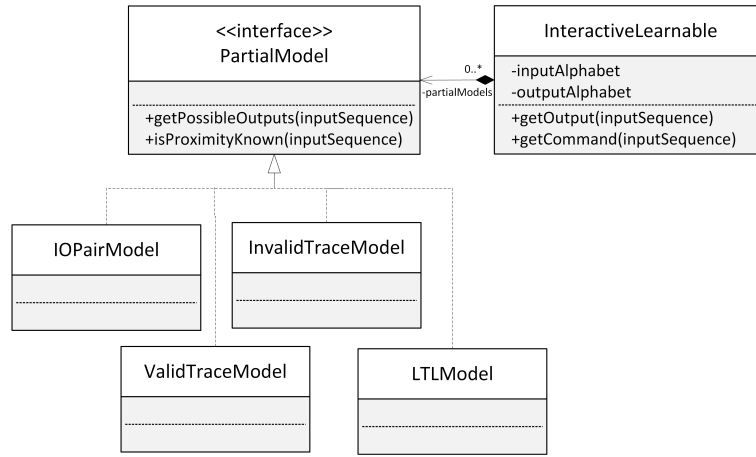 <<interface>>
PartialModel
+getPossibleOutputs(inputSequence)
+isProximityKnown(inputSequence)
0..*
-partialModels
InteractiveLearnable
-inputAlphabet
-outputAlphabet
+getOutput(inputSequence)
+getCommand(inputSequence)
IOPairModel
InvalidTraceModel
ValidTraceModel
LTLModel